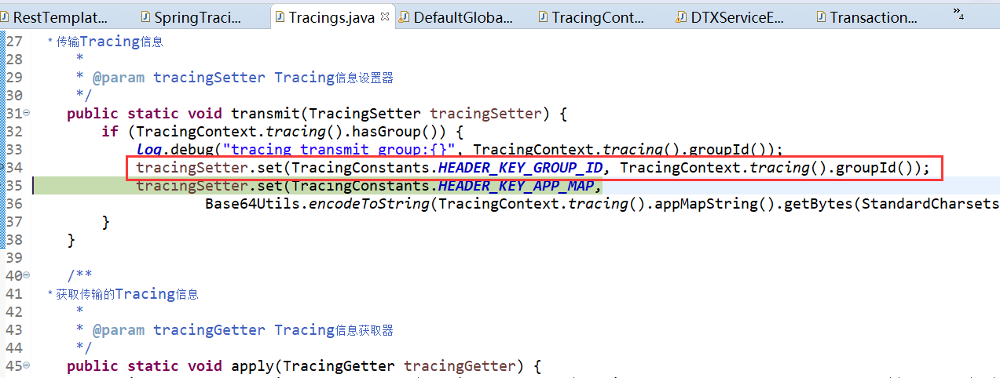 RestTemplat... SpringTraci... Tracings.java DefaultGloba... TracingCont... DTXServiceE... Transaction... »4
27 * 传输Tracing信息
28 *
29 * @param tracingSetter Tracing信息设置器
30 */
31 public static void transmit(TracingSetter tracingSetter) {
32 if (TracingContext.tracing().hasGroup()) {
33 log.debug("tracing transmit group:{}", TracingContext.tracing().groupId());
34 tracingSetter.set(TracingConstants.HEADER_KEY_GROUP_ID, TracingContext.tracing().groupId());
35 tracingSetter.set(TracingConstants.HEADER_KEY_APP_MAP,
36 Base64Utils.encodeToString(TracingContext.tracing().appMapString().getBytes(StandardCharsets
37 }
38 }
39
40 /**
41 * 获取传输的Tracing信息
42 *
43 * @param tracingGetter Tracing信息获取器
44 */
45 public static void apply(TracingGetter tracingGetter) {